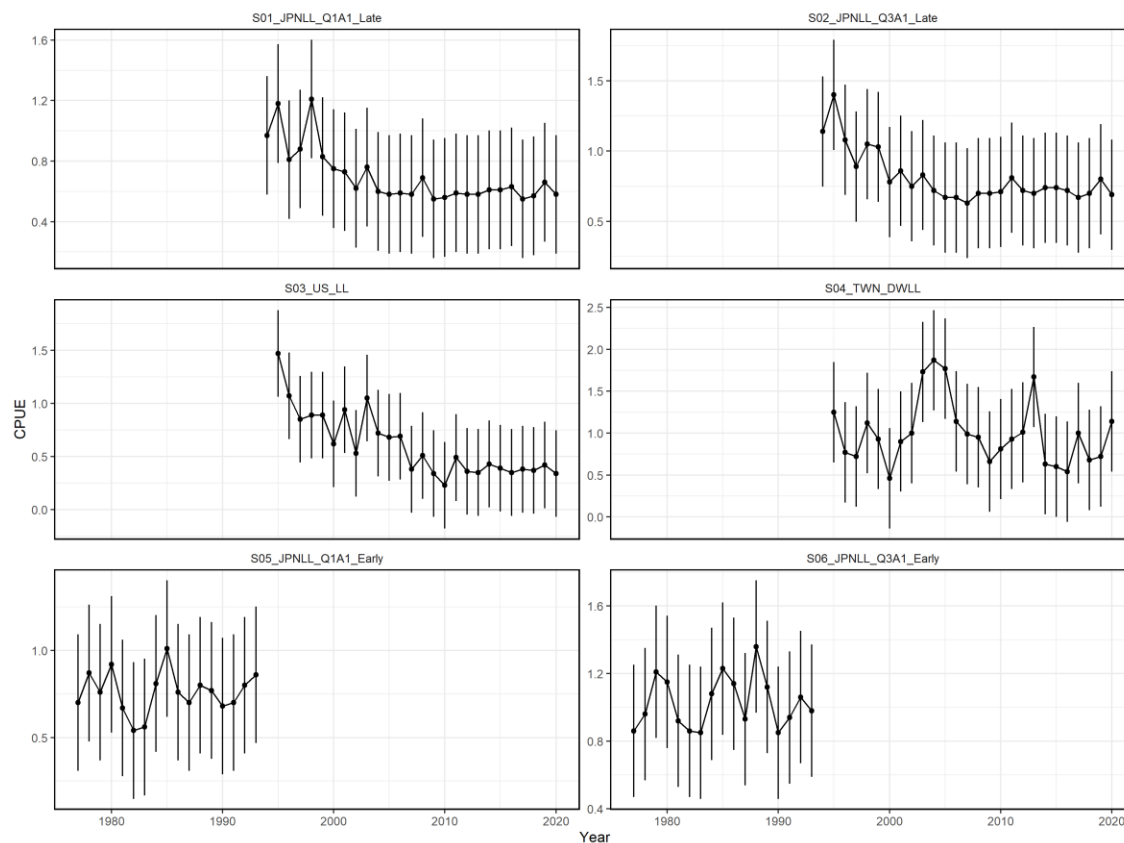 S01_JPNLL_Q1A1_Late
S02_JPNLL_Q3A1_Late
1.6
1.2
0.8
0.4
1.5
1.0
0.5
S03_US_LL
S04_TWN_DWLL
1.5
1.0
0.5
0.0
2.5
2.0
1.5
1.0
0.5
0.0
CPUE
S05_JPNLL_Q1A1_Early
S06_JPNLL_Q3A1_Early
1.0
0.5
1.6
1.2
0.8
0.4
1980 1990 2000 2010 2020
1980 1990 2000 2010 2020
Year